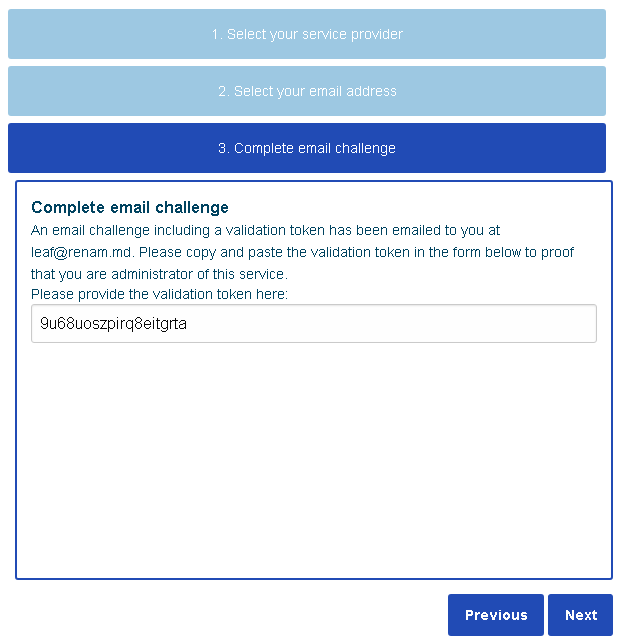 1. Select your service provider
2. Select your email address
3. Complete email challenge
Complete email challenge
An email challenge including a validation token has been emailed to you at
leaf@renam.md. Please copy and paste the validation token in the form below to proof
that you are administrator of this service.
Please provide the validation token here:
9u68uoszpirq8eitgrta
Previous
Next